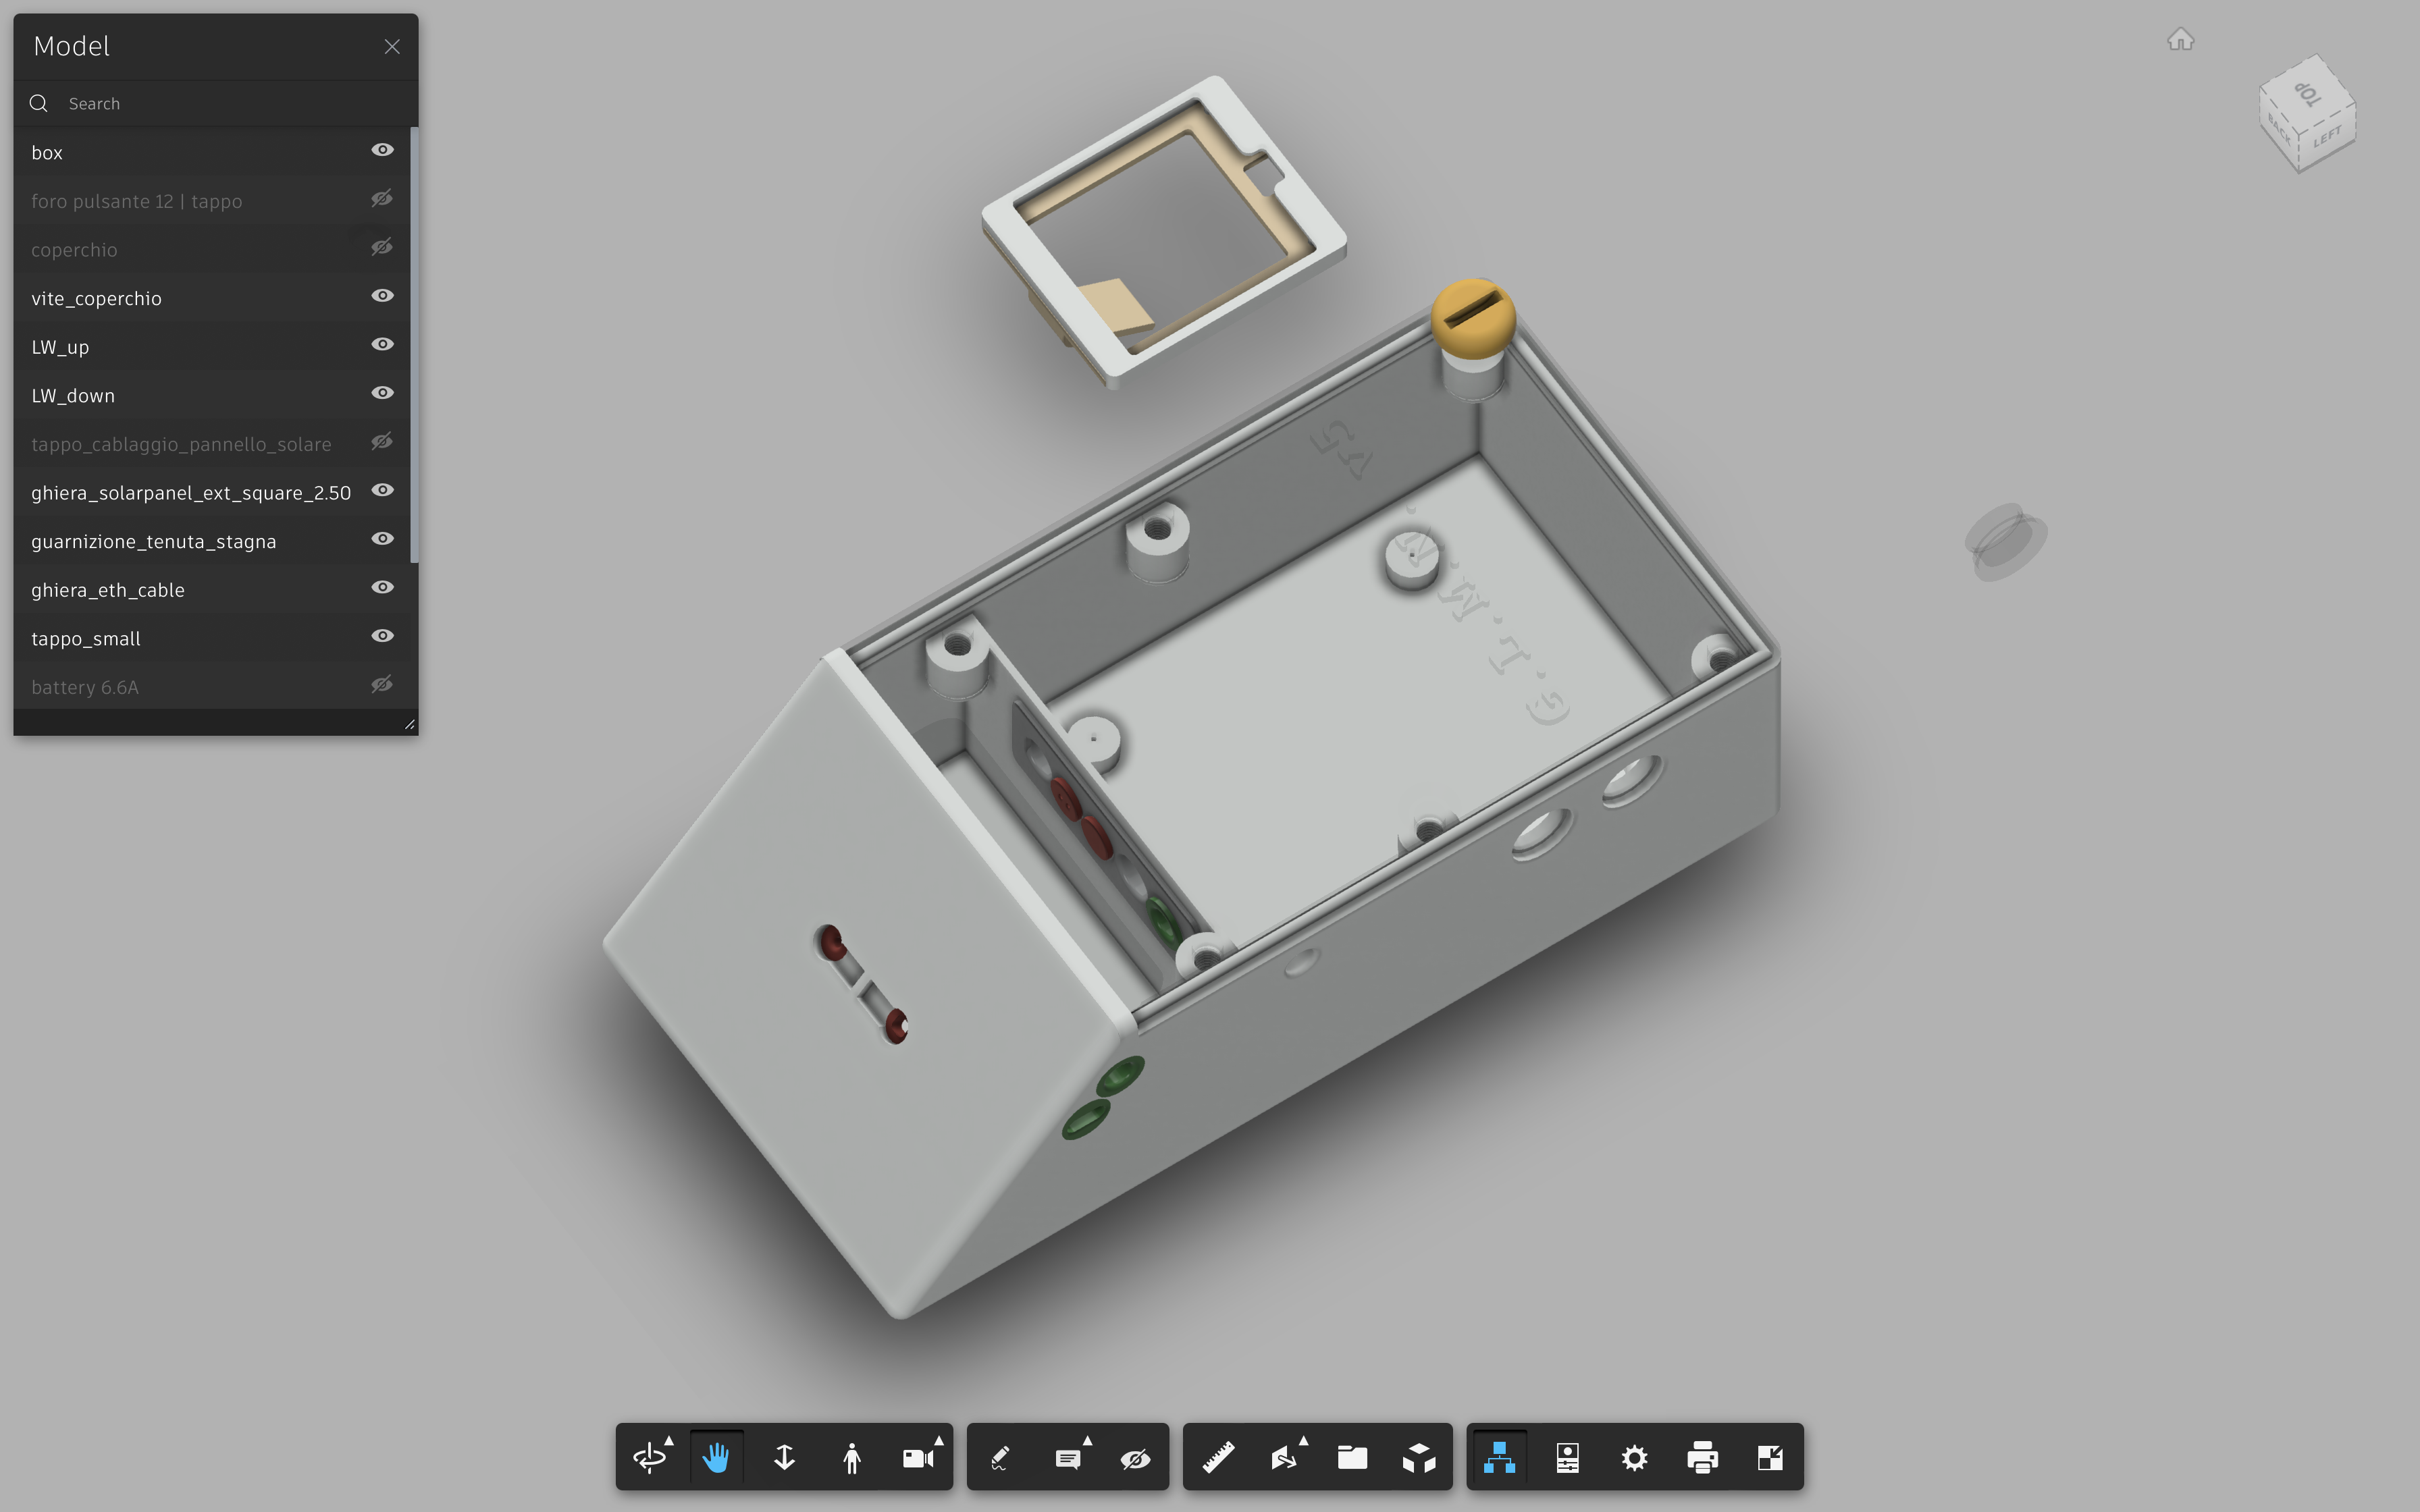 Model
Search
box
foro pulsante 12 | tappo
coperchio
vite_coperchio
LW_up
LW_down
tappo_cablaggio_pannello_solare
ghiera_solarpanel_ext_square_2.50
guarnizione_tenuta_stagna
ghiera_eth_cable
tappo_small
battery 6.6A
TOP
BACK
LEFT